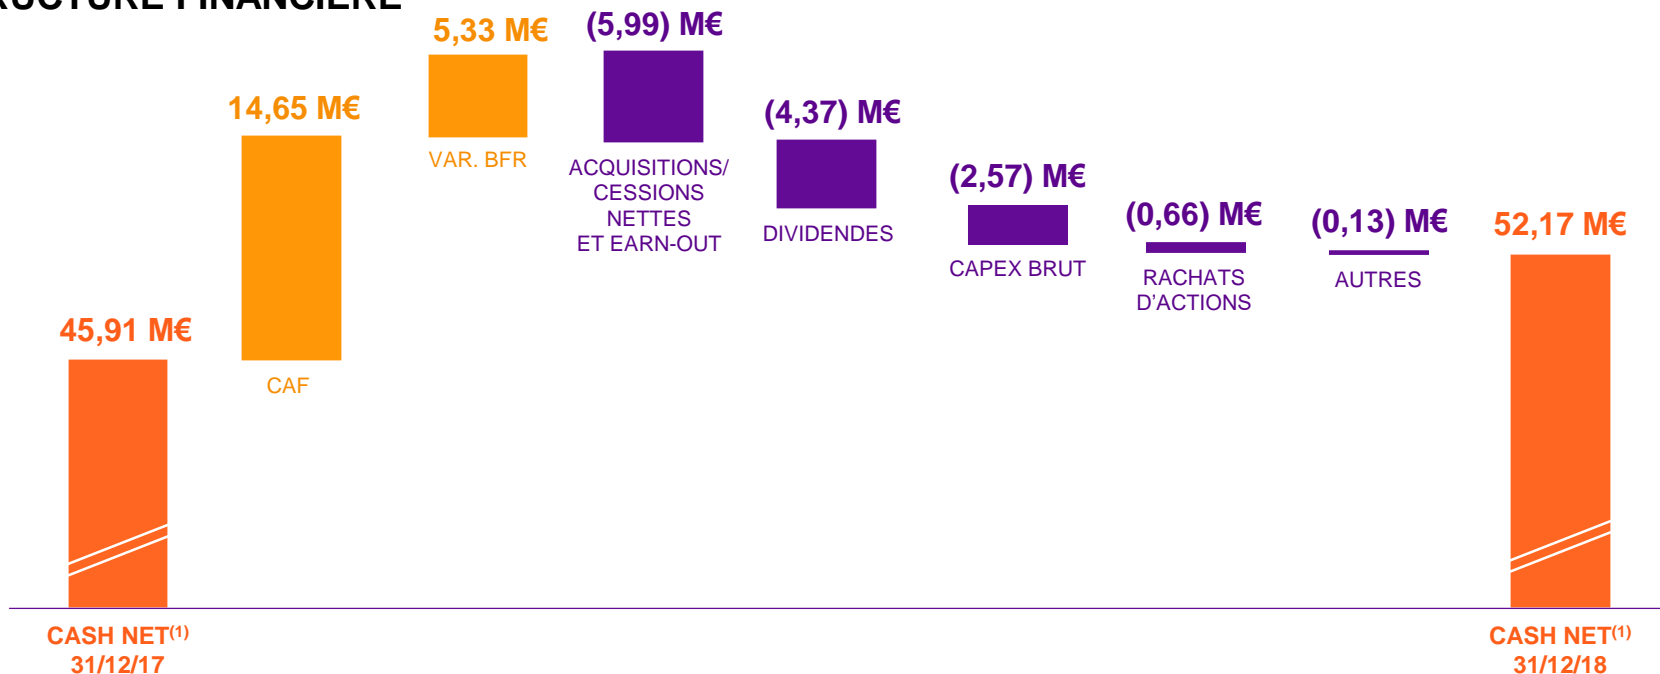 14,65 M€
CAF
5,33 M€
VAR. BFR
(5,99) M€
ACQUISITIONS/
CESSIONS
NETTES
ET EARN-OUT
(4,37) M€
DIVIDENDES
(2,57) M€
CAPEX BRUT
(0,66) M€
RACHATS
D’ACTIONS
(0,13) M€
AUTRES
52,17 M€
45,91 M€
CASH NET(1)
31/12/17
CASH NET(1)
31/12/18